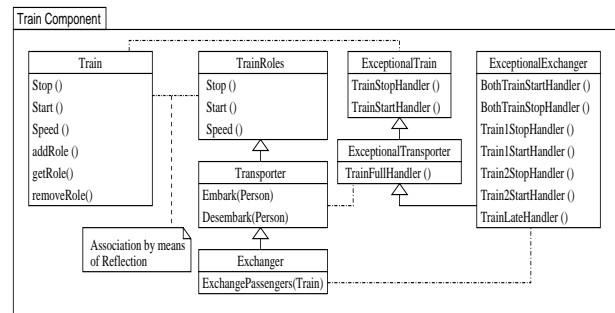 Train Component
Train
Stop ()
Start ()
Speed ()
addRole ()
getRole()
removeRole()
TrainRoles
Stop ()
Start ()
Speed ()
ExceptionalTrain
TrainStopHandler ()
TrainStartHandler ()
ExceptionalExchanger
BothTrainStartHandler ()
BothTrainStopHandler ()
Train1StopHandler ()
Train1StartHandler ()
Train2StopHandler ()
Train2StartHandler ()
TrainLateHandler ()
ExceptionalTransporter
TrainFullHandler ()
Transporter
Embark(Person)
Desembark(Person)
Association by means
of Reflection
Exchanger
ExchangePassengers(Train)